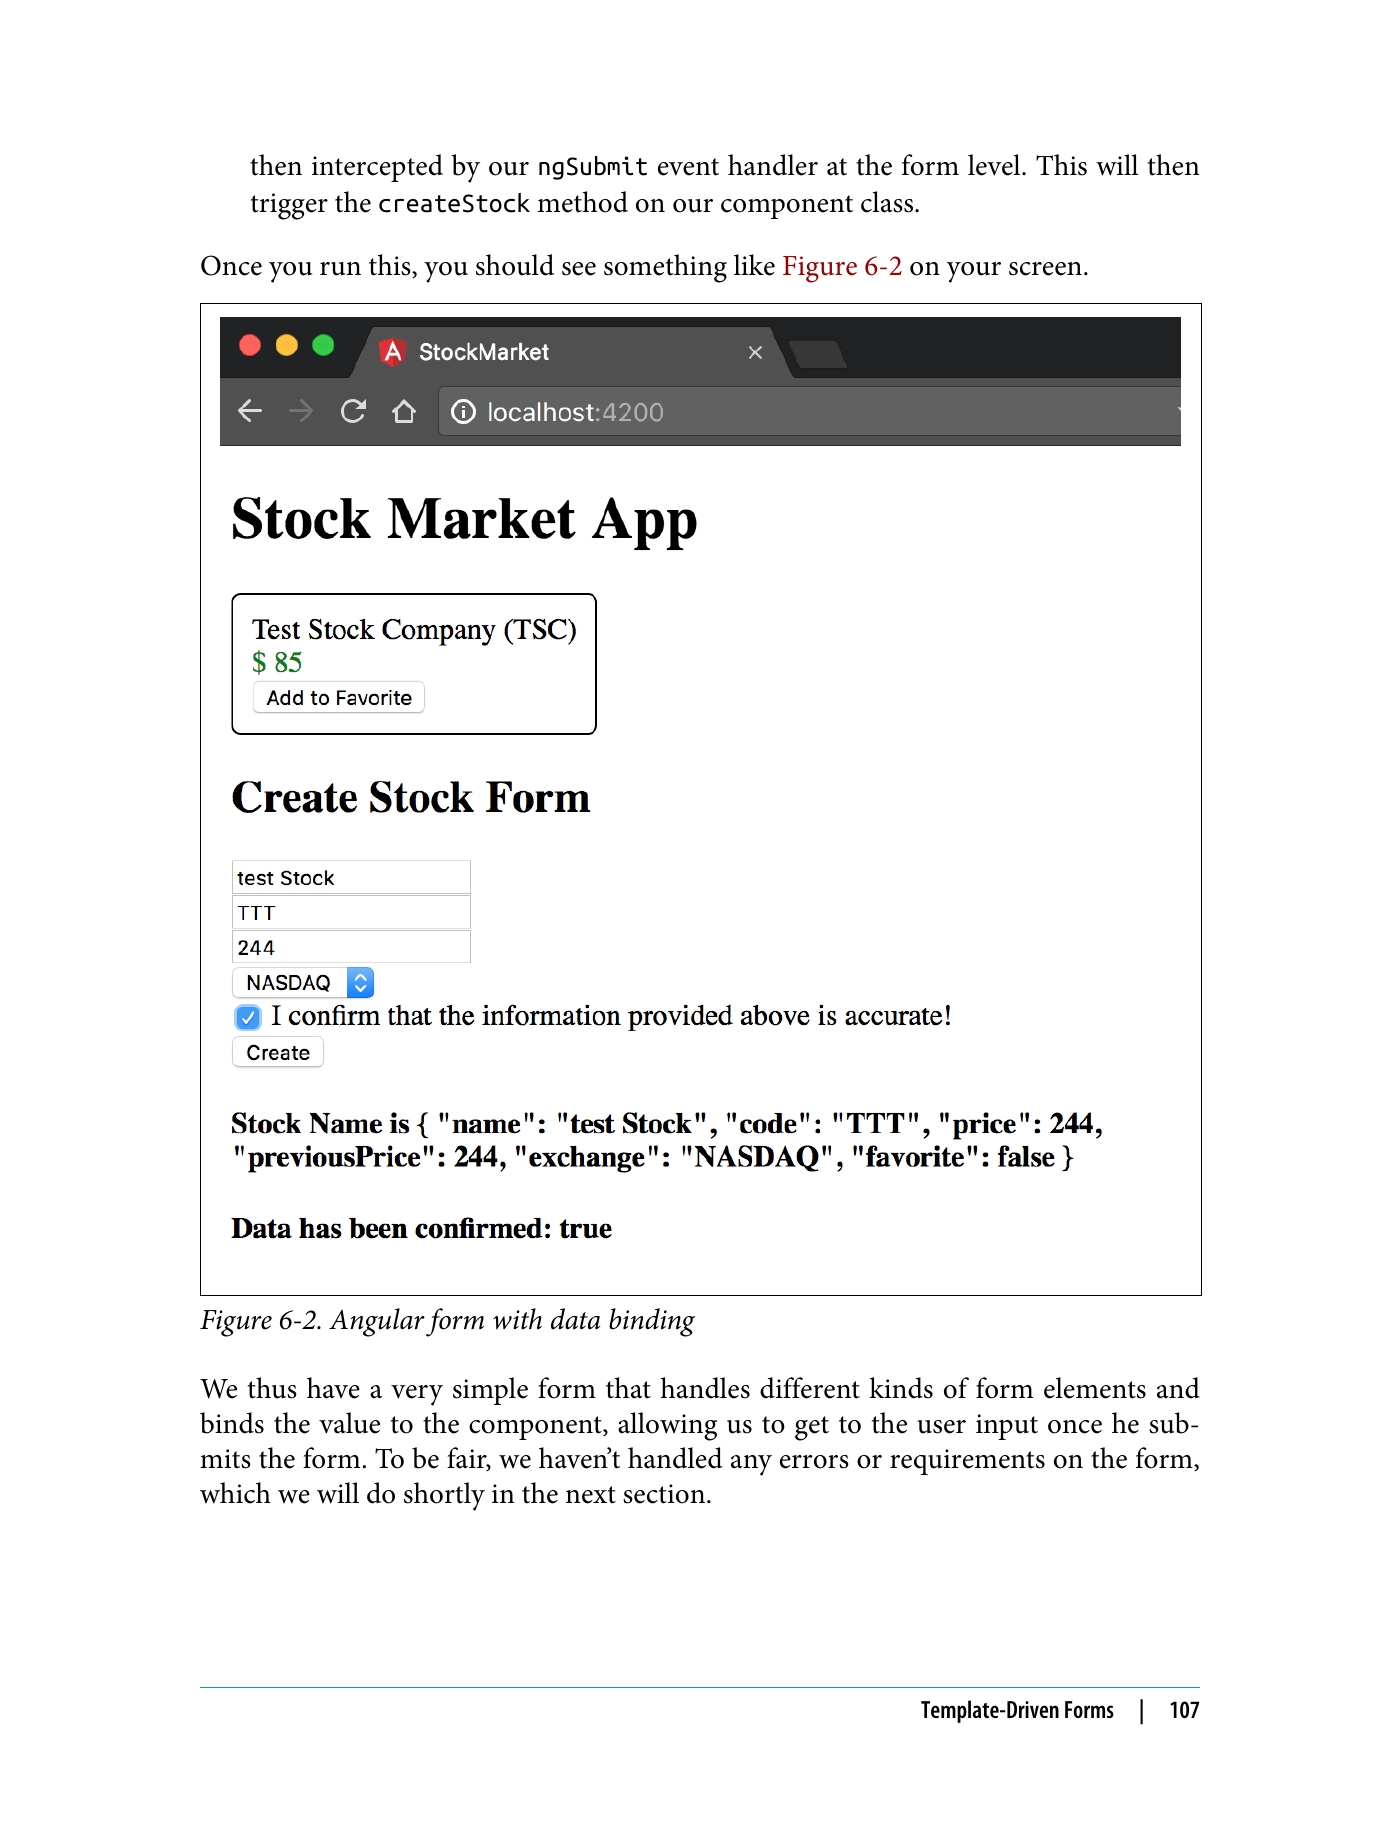 then intercepted by our ngSubmit event handler at the form level. This will then
trigger the createStock method on our component class.
Once you run this, you should see something like Figure 6-2 on your screen.
StockMarket
localhost:4200
Stock Market App
Test Stock Company (TSC)
$ 85
Add to Favorite
Create Stock Form
test Stock
TTT
244
NASDAQ
I confirm that the information provided above is accurate!
Create
Stock Name is { "name": "test Stock", "code": "TTT", "price": 244,
"previousPrice": 244, "exchange": "NASDAQ", "favorite": false }
Data has been confirmed: true
Figure 6-2. Angular form with data binding
We thus have a very simple form that handles different kinds of form elements and
binds the value to the component, allowing us to get to the user input once he sub-
mits the form. To be fair, we haven’t handled any errors or requirements on the form,
which we will do shortly in the next section.
Template-Driven Forms | 107